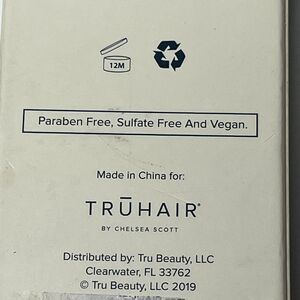 12M
Paraben Free, Sulfate Free And Vegan.
Made in China for:
TRŪHAIR®
BY CHELSEA SCOTT
Distributed by: Tru Beauty, LLC
Clearwater, FL 33762
© Tru Beauty, LLC 2019